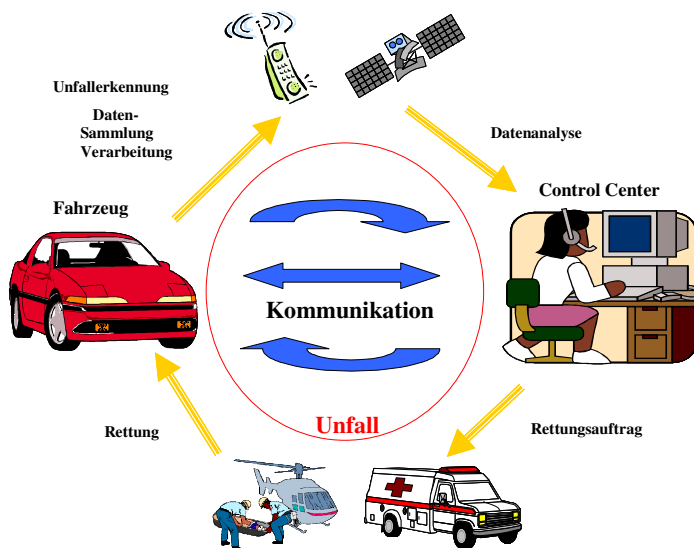 Unfallerkennung
Daten-
Sammlung
Verarbeitung
Datenanalyse
Fahrzeug
Control Center
Kommunikation
Unfall
Rettung
Rettungsauftrag